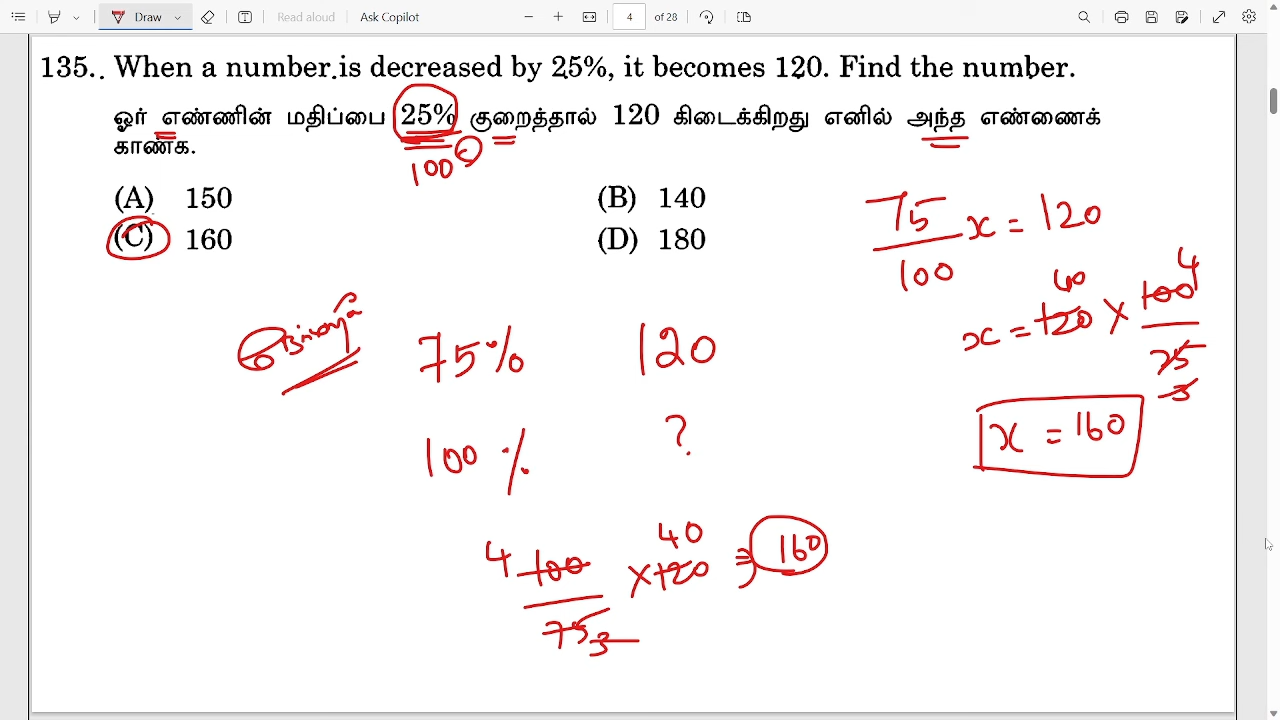 Draw
Read aloud
Ask Copilot
4 of 28
135.. When a number is decreased by 25%, it becomes 120. Find the number.
ஓர் எண்ணின் மதிப்பை 25% குறைத்தால் 120 கிடைக்கிறது எனில் அந்த எண்ணைக்
காண்க.
100
(A) 150
(B) 140
(C) 160
(D) 180
75/100 x = 120
x = 120 × 100/75
40
4
3
x = 160
நேர்மாறி
75% 120
100% ?
4 100/75 3 × 120 40 = 160